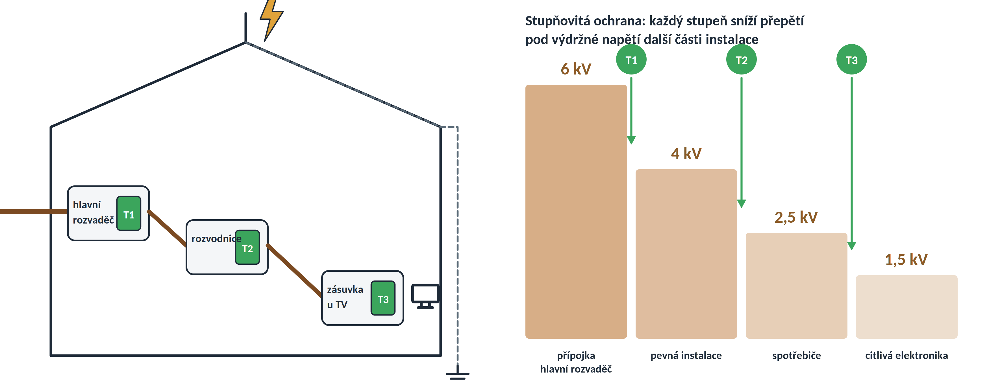 hlavní
rozvaděč
T1
rozvodnice
T2
zásuvka
u TV
T3
Stupňovitá ochrana: každý stupeň sníží přepětí
pod výdržné napětí další části instalace
T1
T2
T3
6 kV
4 kV
2,5 kV
1,5 kV
přípojka
hlavní rozvaděč
pevná instalace
spotřebiče
citlivá elektronika